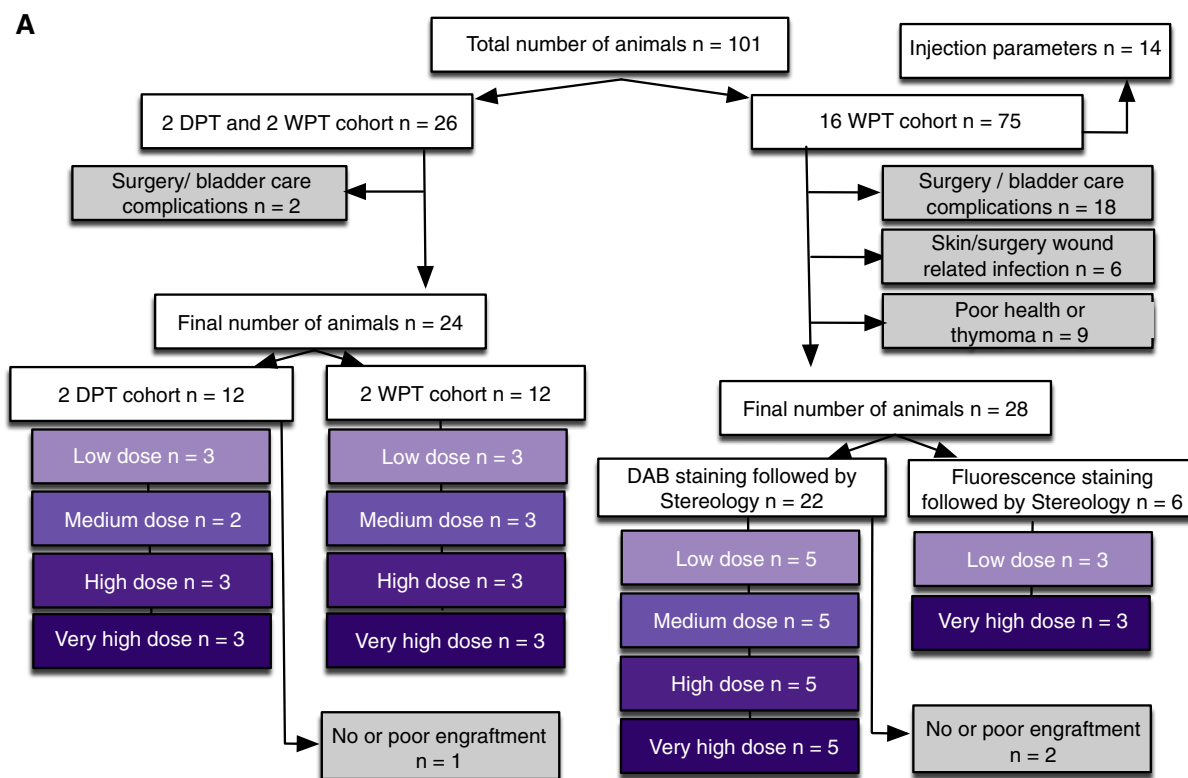 A
Total number of animals n = 101
Injection parameters n = 14
2 DPT and 2 WPT cohort n = 26
16 WPT cohort n = 75
Surgery/ bladder care
complications n = 2
Surgery / bladder care
complications n = 18
Skin/surgery wound
related infection n = 6
Poor health or
thymoma n = 9
Final number of animals n = 24
2 DPT cohort n = 12
2 WPT cohort n = 12
Low dose n = 3
Medium dose n = 2
High dose n = 3
Very high dose n = 3
Low dose n = 3
Medium dose n = 3
High dose n = 3
Very high dose n = 3
No or poor engraftment
n = 1
Final number of animals n = 28
DAB staining followed by
Stereology n = 22
Fluorescence staining
followed by Stereology n = 6
Low dose n = 5
Medium dose n = 5
High dose n = 5
Very high dose n = 5
Low dose n = 3
Very high dose n = 3
No or poor engraftment
n = 2